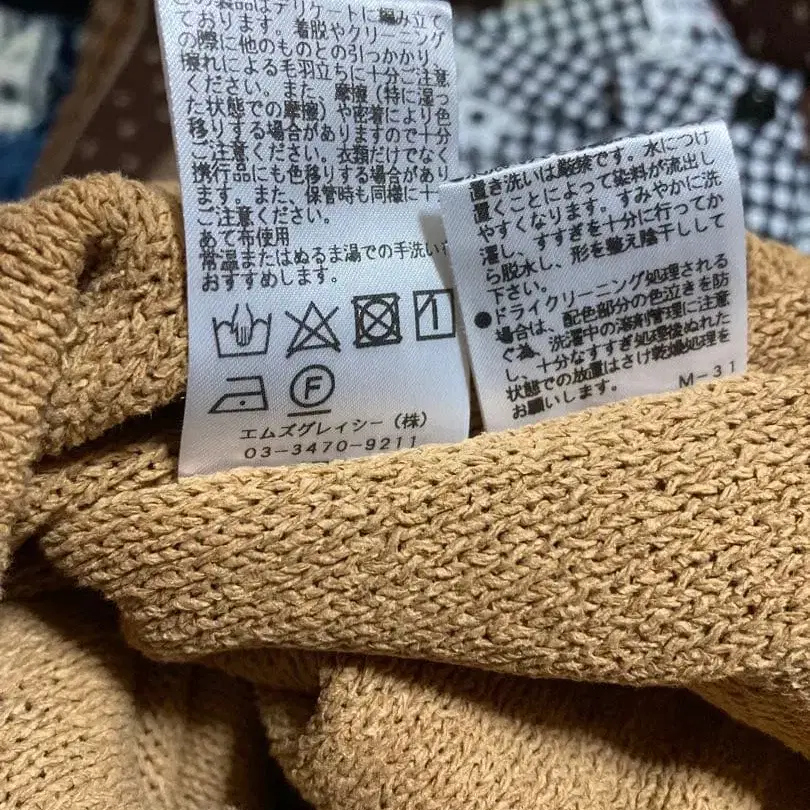 この製品はデリケートに編み立て
ております。着脱やクリーニング
の際に他のものとの引っかかり、
擦れによる毛羽立ちに十分ご注意
ください。また、摩擦（特に湿っ
た状態での摩擦）や密着により色
移りする場合がありますので十分
ご注意ください。衣類だけでなく
携行品にも色移りする場合があり
ます。また、保管時も同様に十
ご注意ください。
あて布使用
常温またはぬるま湯での手洗いを
おすすめします。
F
エムズグレイシー（株）
03－3470－9211
置き洗いは厳禁です。水につけ
置くことによって染料が流出し
やすくなります。すみやかに洗
濯し、すすぎを十分に行ってか
ら脱水し、形を整え陰干しして
下さい。
●ドライクリーニング処理される
場合は、配色部分の色泣きを防
ぐ為、洗濯中の溶剤管理に注意
し、十分なすすぎ処理後ぬれた
状態での放置はさけ乾燥処理を
お願いします。
M－31